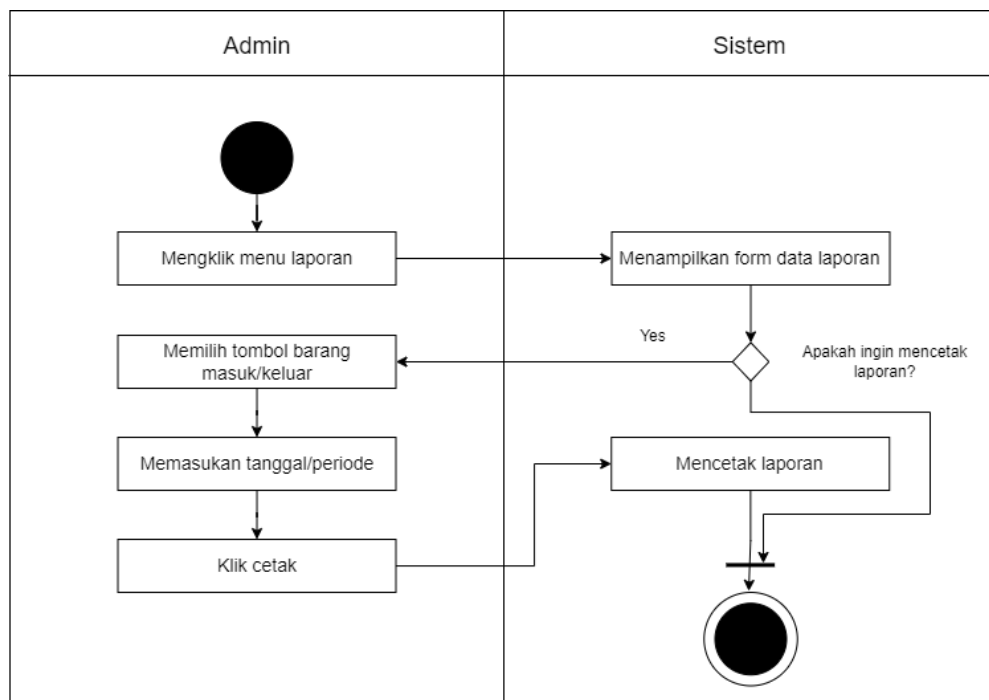 Admin
Sistem
Mengklik menu laporan
Menampilkan form data laporan
Yes
Apakah ingin mencetak
laporan?
Memilih tombol barang
masuk/keluar
Memasukan tanggal/periode
Mencetak laporan
Klik cetak